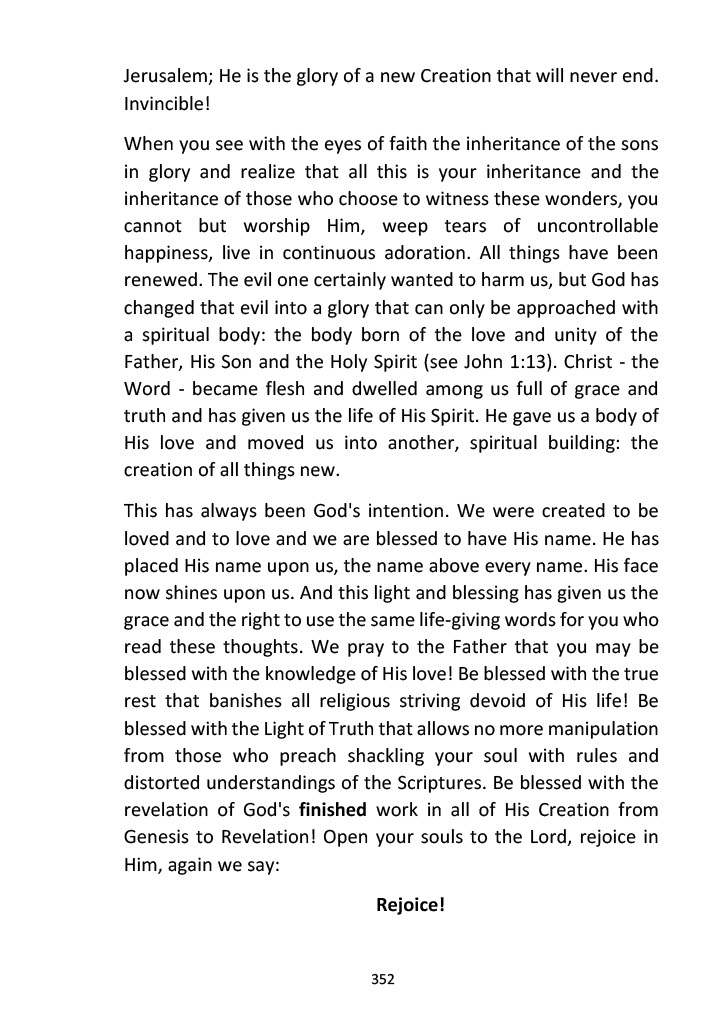 Jerusalem; He is the glory of a new Creation that will never end.
Invincible!
When you see with the eyes of faith the inheritance of the sons
in glory and realize that all this is your inheritance and the
inheritance of those who choose to witness these wonders, you
cannot but worship Him, weep tears of uncontrollable
happiness, live in continuous adoration. All things have been
renewed. The evil one certainly wanted to harm us, but God has
changed that evil into a glory that can only be approached with
a spiritual body: the body born of the love and unity of the
Father, His Son and the Holy Spirit (see John 1:13). Christ - the
Word - became flesh and dwelled among us full of grace and
truth and has given us the life of His Spirit. He gave us a body of
His love and moved us into another, spiritual building: the
creation of all things new.
This has always been God's intention. We were created to be
loved and to love and we are blessed to have His name. He has
placed His name upon us, the name above every name. His face
now shines upon us. And this light and blessing has given us the
grace and the right to use the same life-giving words for you who
read these thoughts. We pray to the Father that you may be
blessed with the knowledge of His love! Be blessed with the true
rest that banishes all religious striving devoid of His life! Be
blessed with the Light of Truth that allows no more manipulation
from those who preach shackling your soul with rules and
distorted understandings of the Scriptures. Be blessed with the
revelation of God's finished work in all of His Creation from
Genesis to Revelation! Open your souls to the Lord, rejoice in
Him, again we say:
Rejoice!
352